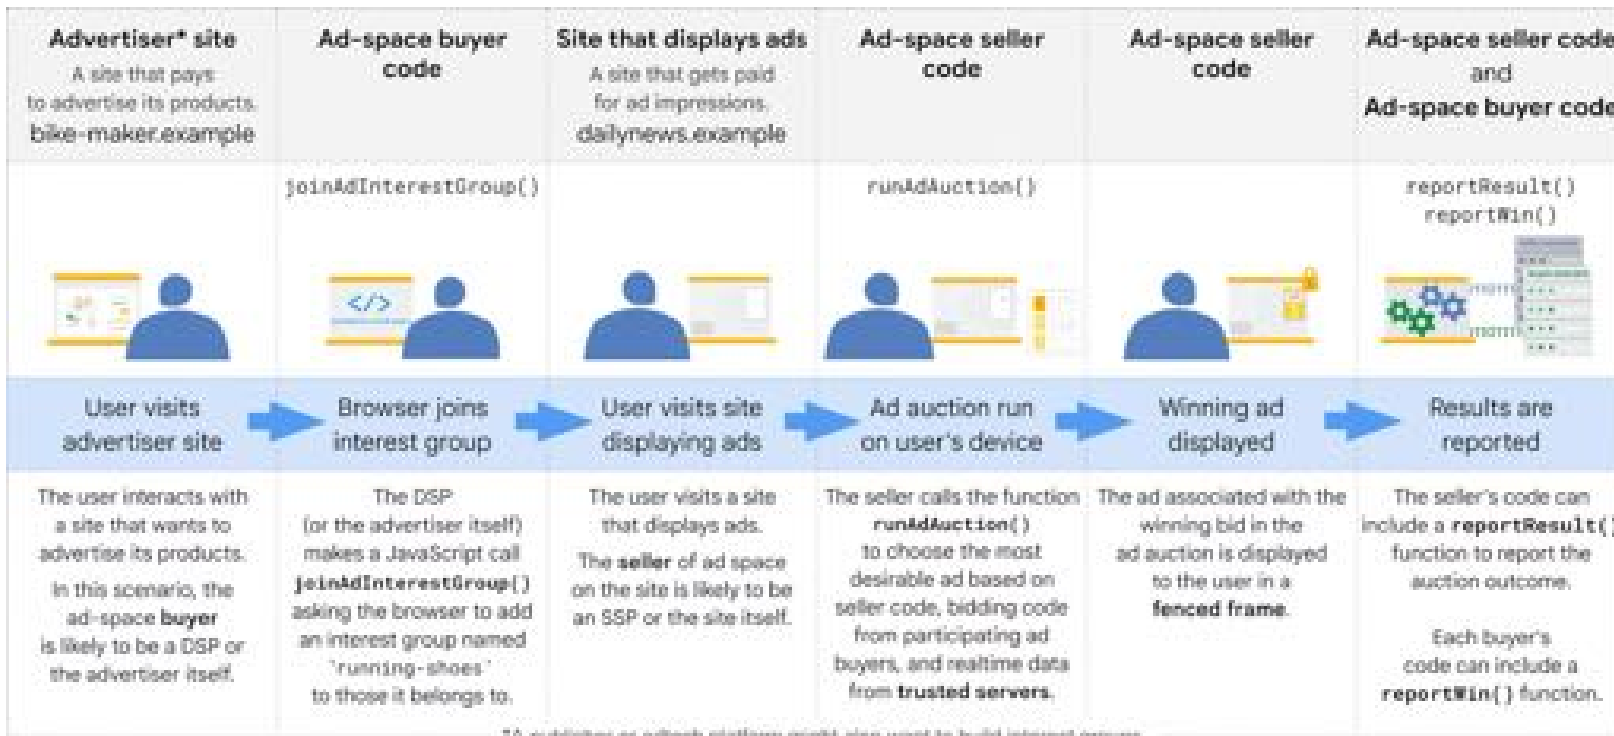 Advertiser* site
A site that pays
to advertise its products.
bike-maker.example
Ad-space buyer
code
Site that displays ads
A site that gets paid
for ad impressions.
dailynews.example
Ad-space seller
code
Ad-space seller
code
Ad-space seller code
and
Ad-space buyer code
joinAdInterestGroup()
runAdAuction()
reportResult()
reportWin()
</>
User visits
advertiser site
Browser joins
interest group
User visits site
displaying ads
Ad auction run
on user's device
Winning ad
displayed
Results are
reported
The user interacts with
a site that wants to
advertise its products.
In this scenario, the
ad-space buyer
is likely to be a DSP or
the advertiser itself.
The DSP
(or the advertiser itself)
makes a JavaScript call
joinAdInterestGroup()
asking the browser to add
an interest group named
'running-shoes'
to those it belongs to.
The user visits a site
that displays ads.
The seller of ad space
on the site is likely to be
an SSP or the site itself.
The seller calls the function
runAdAuction()
to choose the most
desirable ad based on
seller code, bidding code
from participating ad
buyers, and realtime data
from trusted servers.
The ad associated with the
winning bid in the
ad auction is displayed
to the user in a
fenced frame.
The seller's code can
include a reportResult()
function to report the
auction outcome.
Each buyer's
code can include a
reportWin() function.